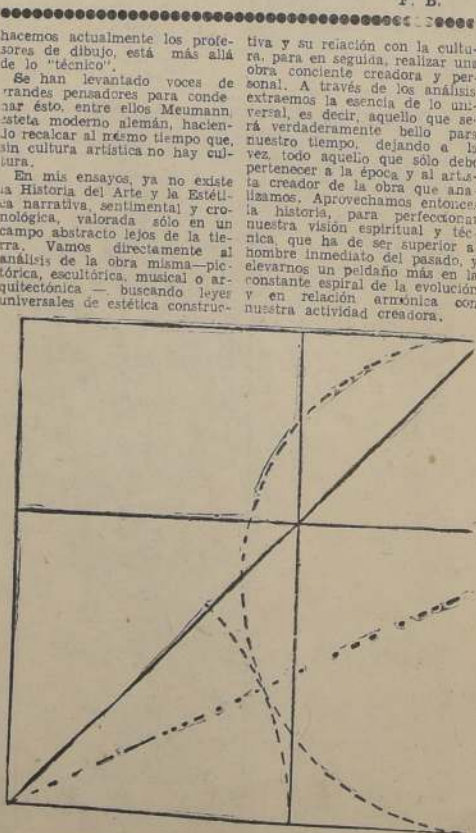 F. B.
hacemos actualmente los profe-
sores de dibujo, está más allá
de lo "técnico".
Se han levantado voces de
grandes pensadores para conde-
nar ésto, entre ellos Meumann,
esteta moderno alemán, hacien-
do recalcar al mismo tiempo que,
sin cultura artística no hay cul-
tura.
En mis ensayos, ya no existe
la Historia del Arte y la Estéti-
ca narrativa, sentimental y cro-
nológica, valorada sólo en un
campo abstracto lejos de la tie-
rra. Vamos directamente al
análisis de la obra misma—pic-
tórica, escultórica, musical o ar-
quitectónica — buscando leyes
universales de estética construc-
tiva y su relación con la cultu-
ra, para en seguida, realizar una
obra conciente creadora y per-
sonal. A través de los análisis
extraemos la esencia de lo uni-
versal, es decir, aquello que se-
rá verdaderamente bello para
nuestro tiempo, dejando a la
vez, todo aquello que sólo debe
pertenecer a la época y al artis-
ta creador de la obra que ana-
lizamos. Aprovechamos entonces
la historia, para perfecciona
nuestra visión espiritual y téc-
nica, que ha de ser superior a
hombre inmediato del pasado, y
elevarnos un peldaño más en la
constante espiral de la evolución
y en relación armónica con
nuestra actividad creadora.